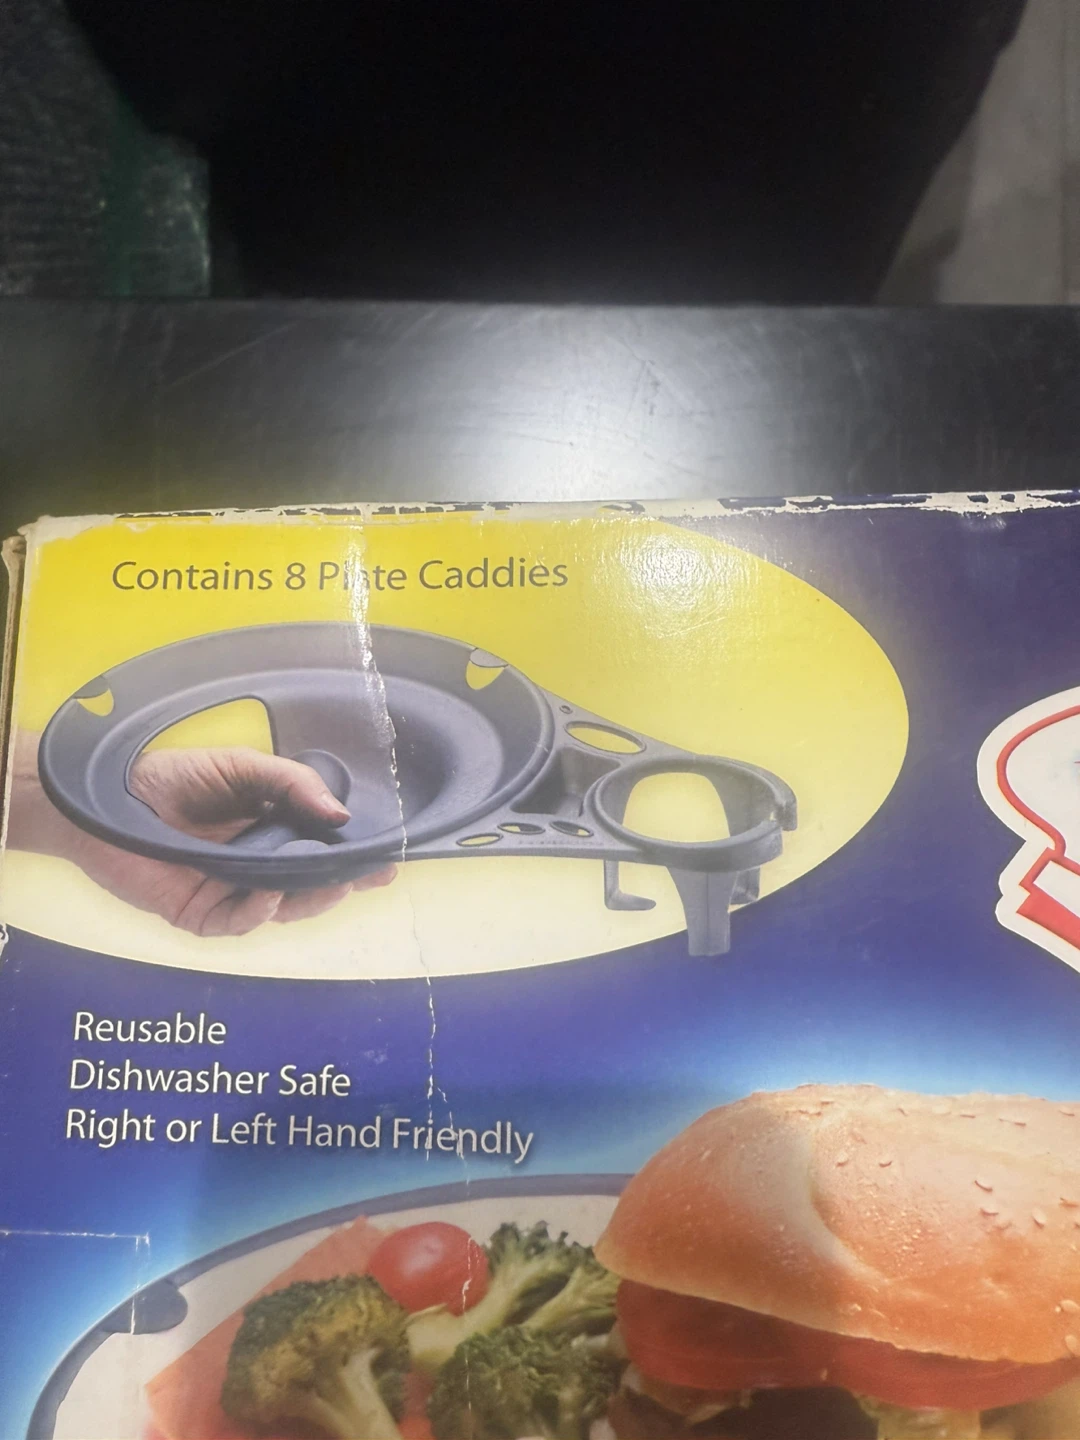 Contains 8 Plate Caddies
Reusable
Dishwasher Safe
Right or Left Hand Friendly